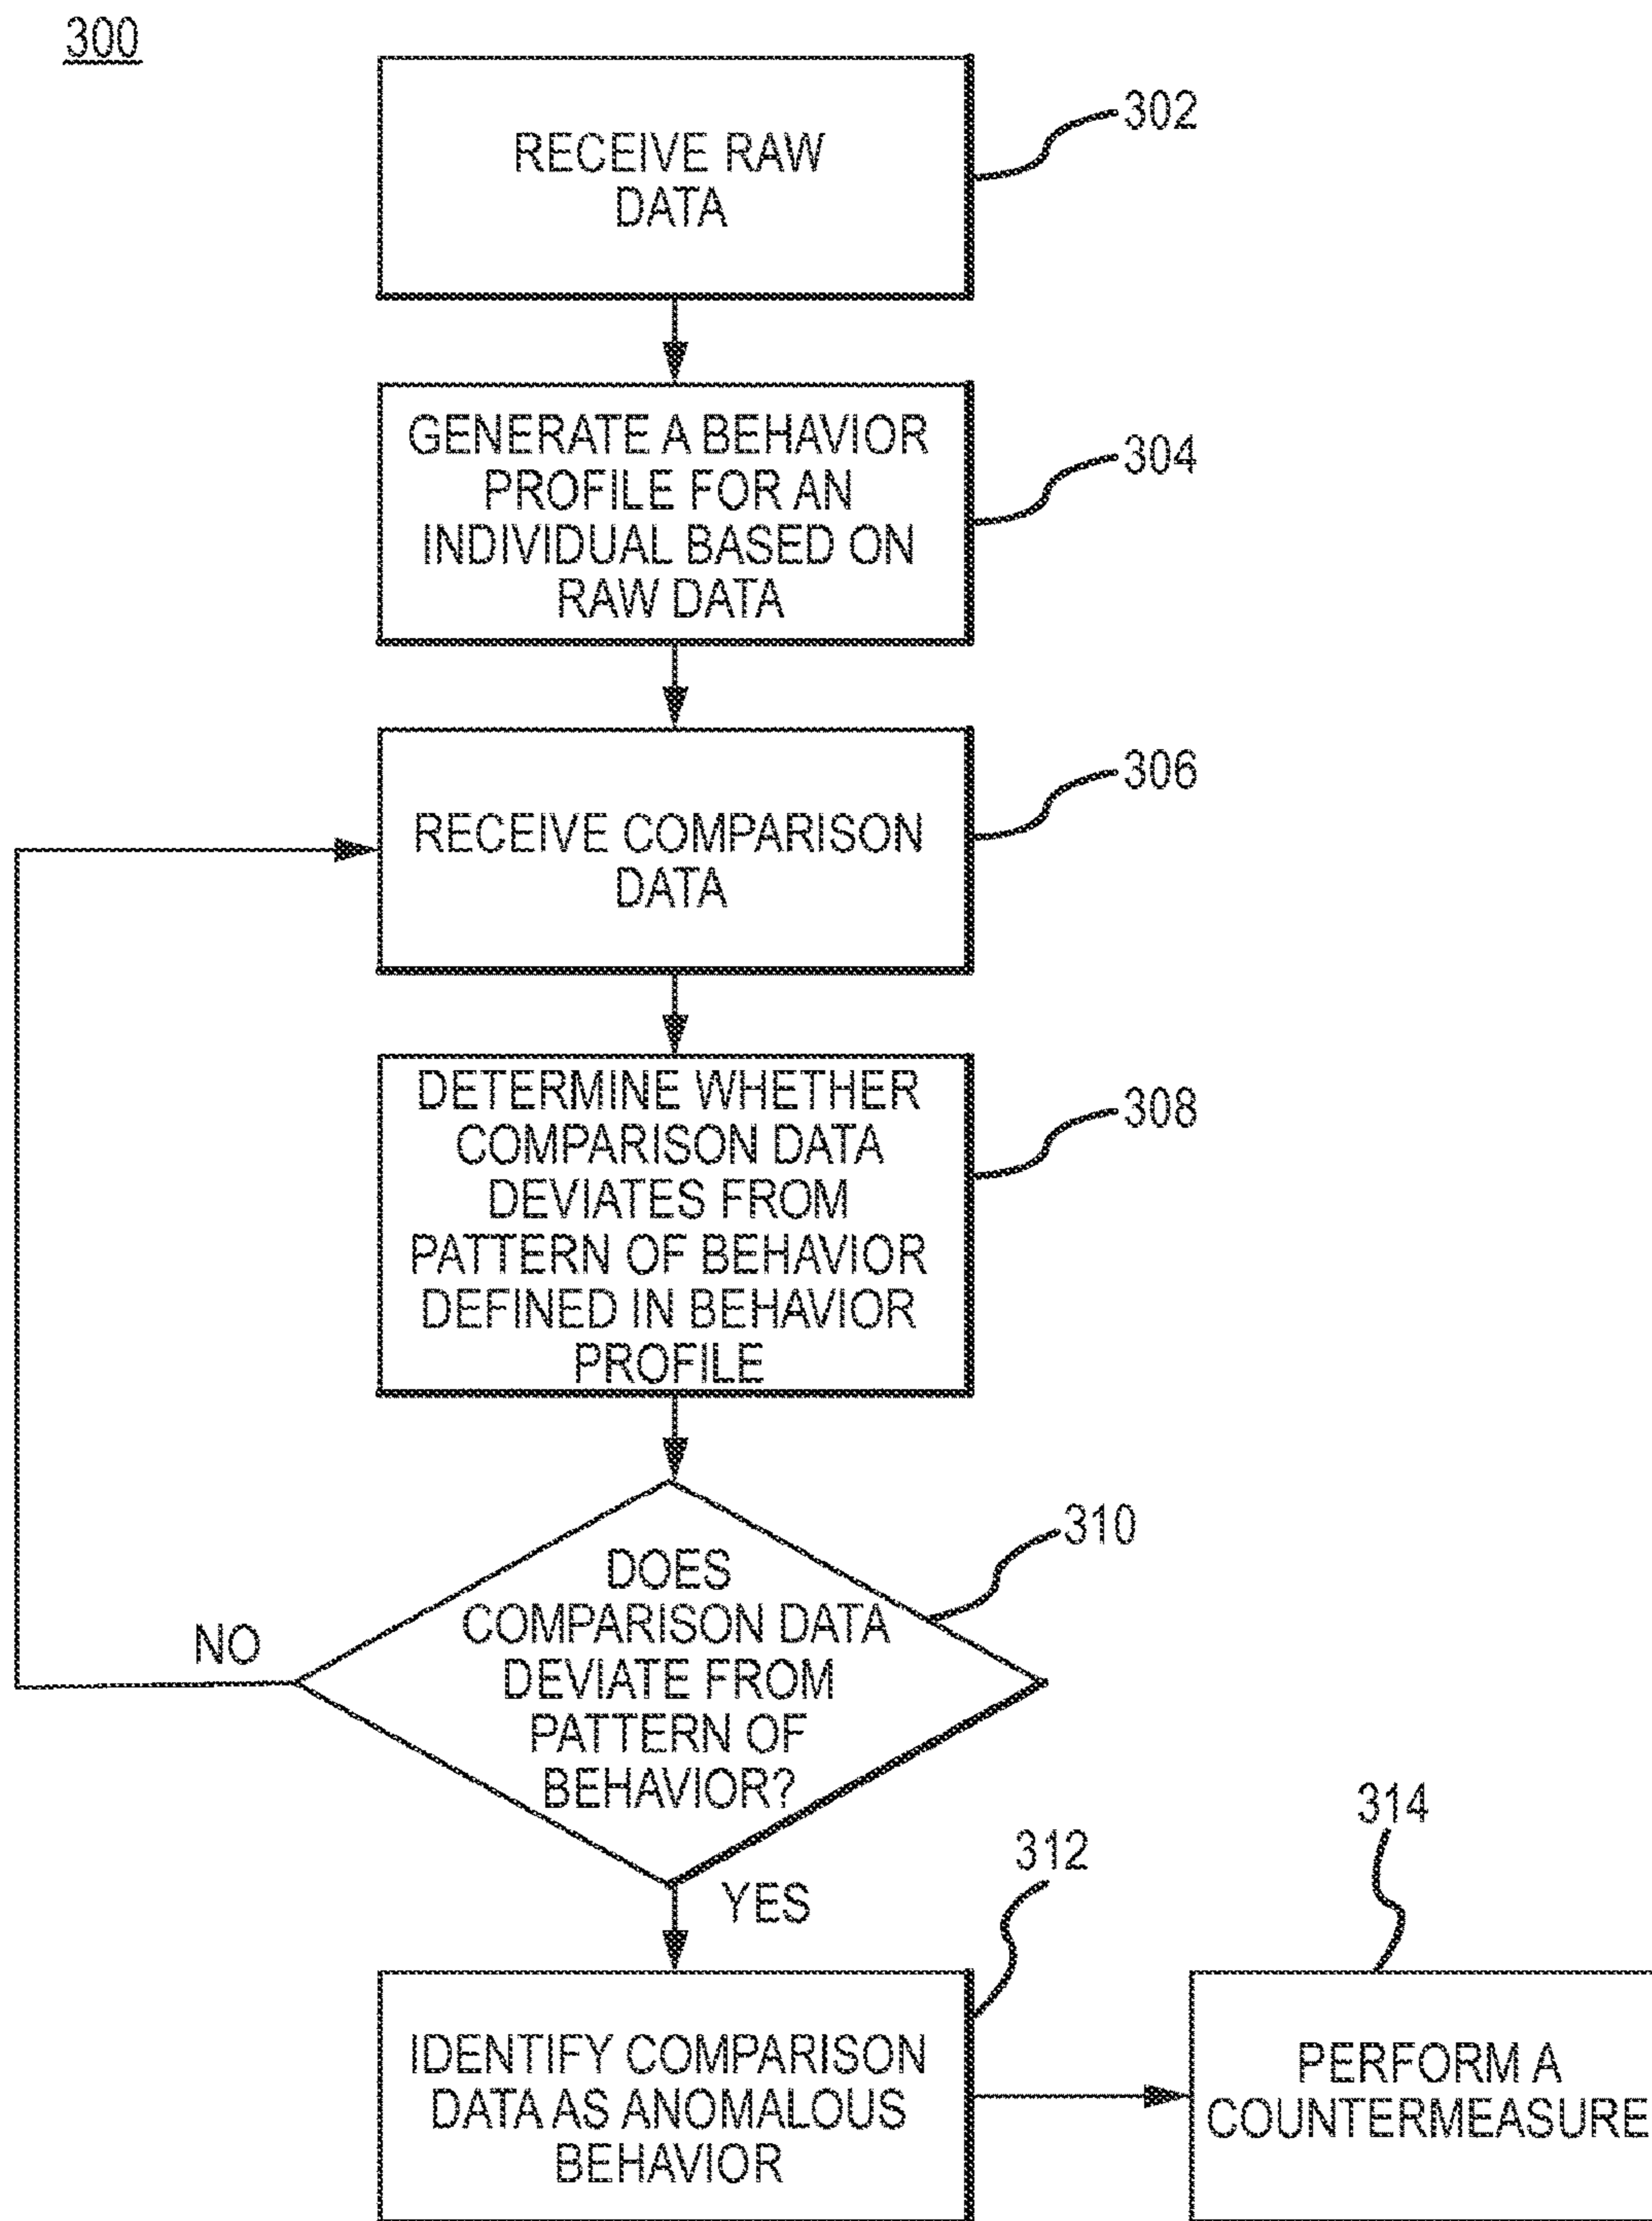 300
RECEIVE RAW
DATA
302
GENERATE A BEHAVIOR
PROFILE FOR AN
INDIVIDUAL BASED ON
RAW DATA
304
RECEIVE COMPARISON
DATA
306
DETERMINE WHETHER
COMPARISON DATA
DEVIATES FROM
PATTERN OF BEHAVIOR
DEFINED IN BEHAVIOR
PROFILE
308
DOES
COMPARISON DATA
DEVIATE FROM
PATTERN OF
BEHAVIOR?
310
NO
YES
312
IDENTIFY COMPARISON
DATA AS ANOMALOUS
BEHAVIOR
314
PERFORM A
COUNTERMEASURE